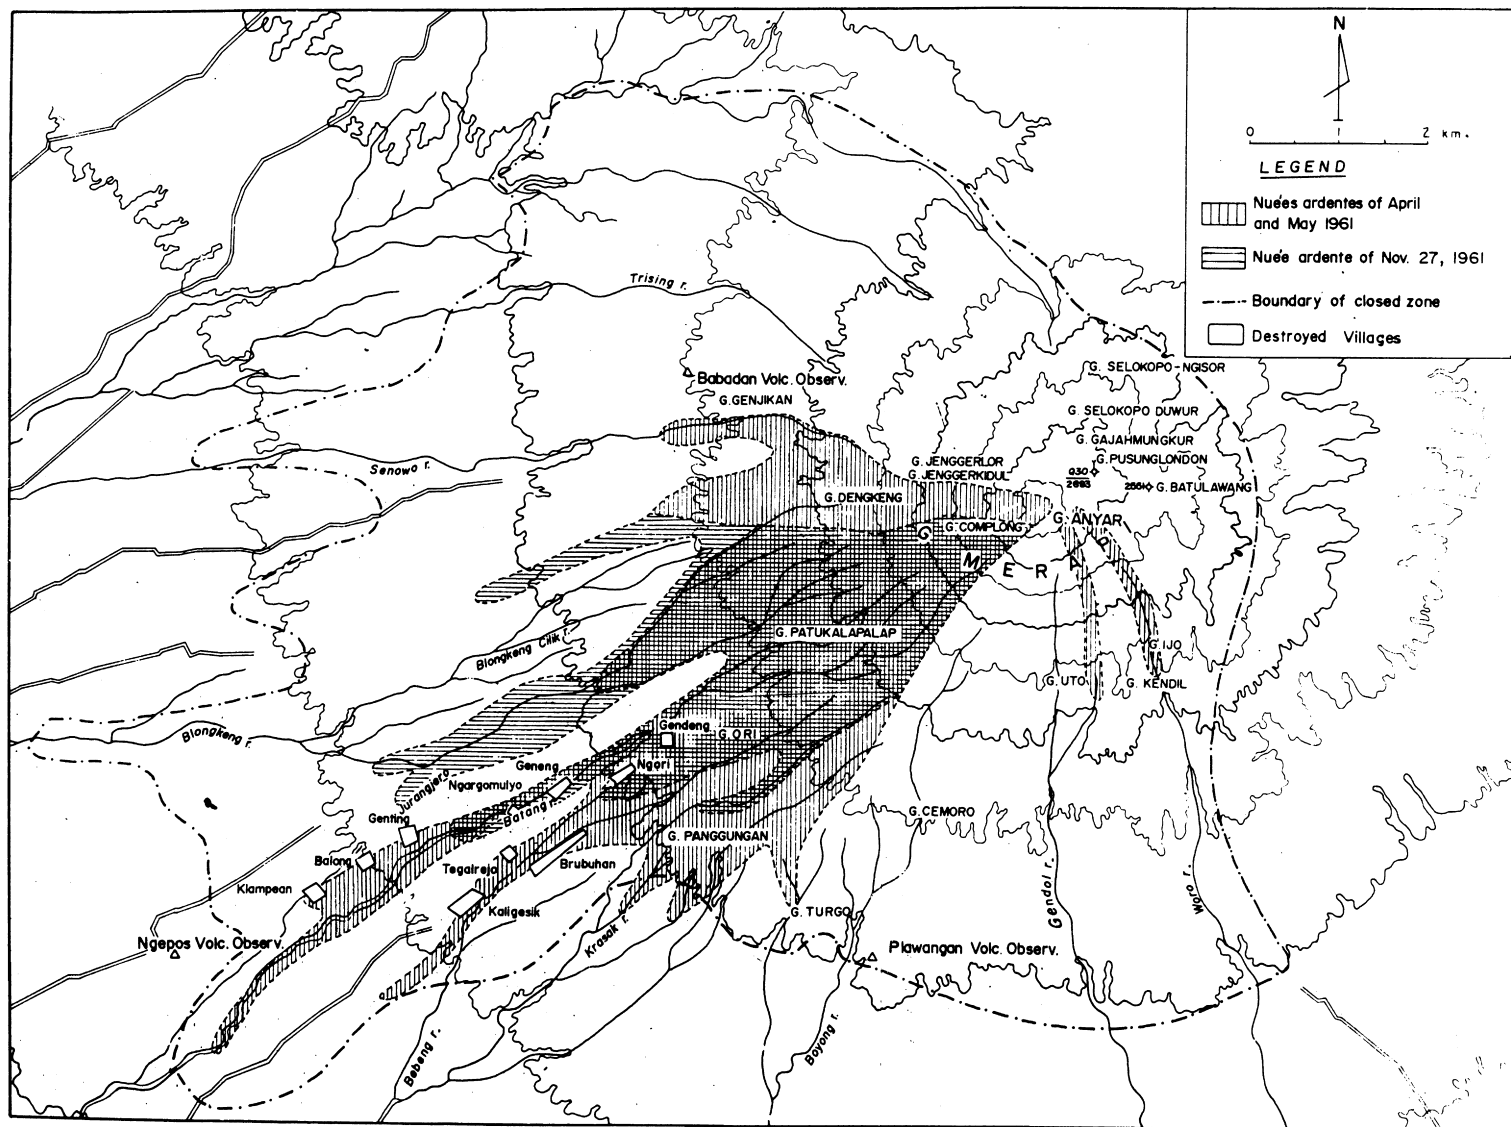 N
0 1 2 km.
LEGEND
Nuées ardentes of April
and May 1961
Nuée ardente of Nov. 27, 1961
Boundary of closed zone
Destroyed Villages
Trising r.
Babadan Volc. Observ.
G.GENJIKAN
G. SELOKOPO-NGISOR
G. SELOKOPO DUWUR
G. GAJAHMUNGKUR
G. PUSUNGLONDON
G. BATULAWANG
Senowo r.
G. JENGGERLOR
G. JENGGERKIDUL
G. DENGKENG
G. COMPLONG
G. ANYAR
G. MERAPI
G. PATUKALAPALAP
Blongkeng Cilik r.
G. IJO
G. UTO
G. KENDIL
Blongkeng r.
Gendeng
G. ORI
Geneng
Ngori
Jurangjero
Ngargomulyo
Batang r.
Genting
G. CEMORO
G. PANGGUNGAN
Balong
Tegalrejo
Brubuhan
Klampean
Kaligesik
G. TURGO
Gendol r.
Woro r.
Krasak r.
Ngepos Volc. Observ.
Plawangan Volc. Observ.
Bebeng r.
Boyong r.